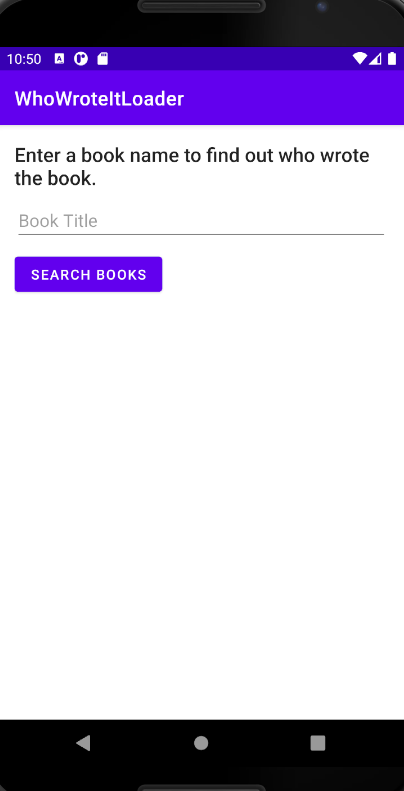 10:50
WhoWroteItLoader
Enter a book name to find out who wrote
the book.
Book Title
SEARCH BOOKS